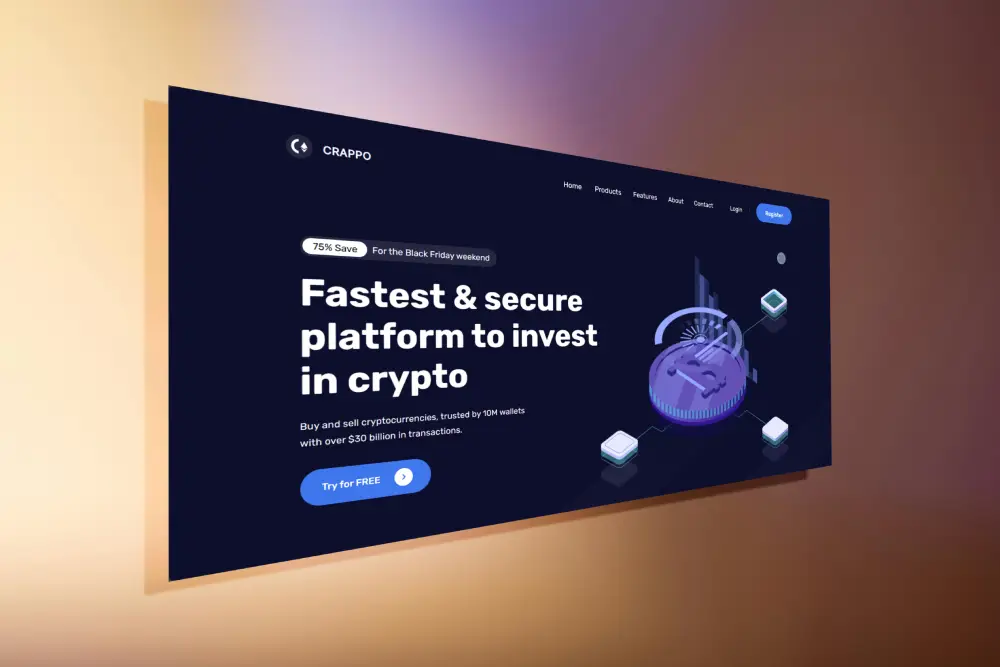 CRAPPO
Home Products Features About Contact Login Register
75% Save For the Black Friday weekend
Fastest & secure
platform to invest
in crypto
Buy and sell cryptocurrencies, trusted by 10M wallets
with over $30 billion in transactions.
Try for FREE